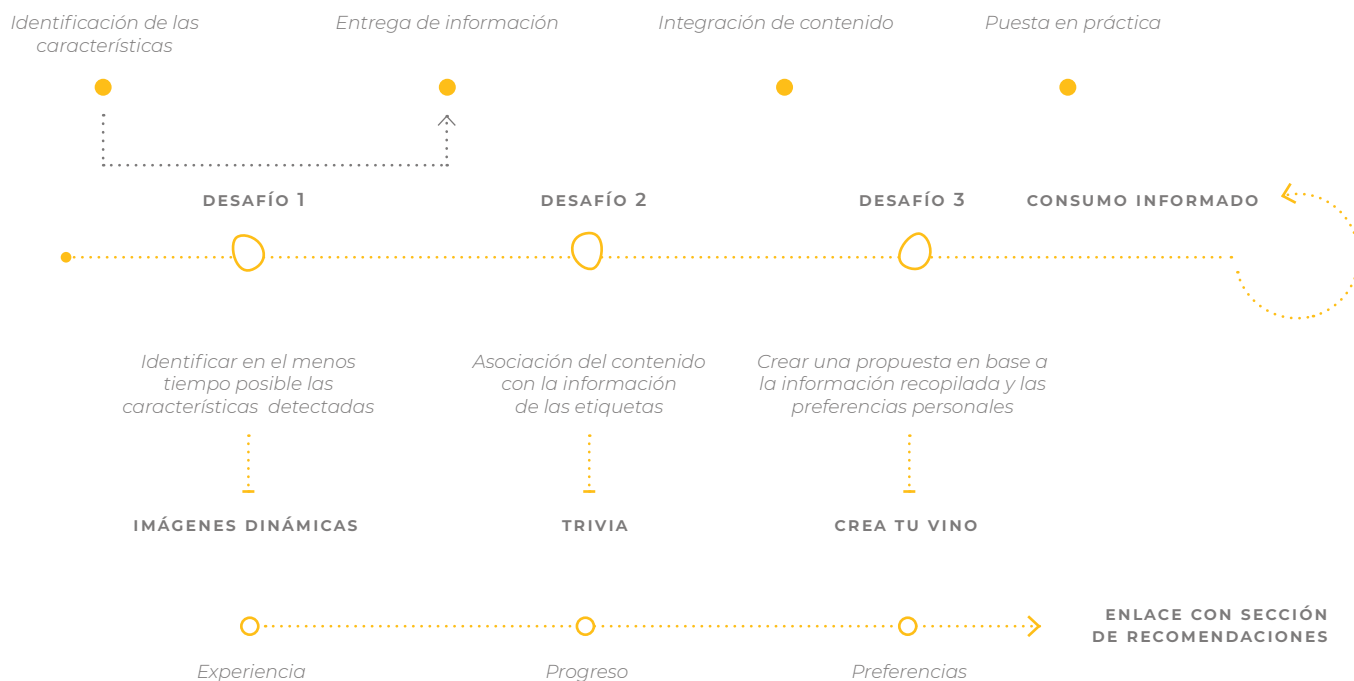 Identificación de las
características
Entrega de información
Integración de contenido
Puesta en práctica
DESAFÍO 1
DESAFÍO 2
DESAFÍO 3
CONSUMO INFORMADO
Identificar en el menos
tiempo posible las
características detectadas
Asociación del contenido
con la información
de las etiquetas
Crear una propuesta en base a
la información recopilada y las
preferencias personales
IMÁGENES DINÁMICAS
TRIVIA
CREA TU VINO
ENLACE CON SECCIÓN
DE RECOMENDACIONES
Experiencia
Progreso
Preferencias